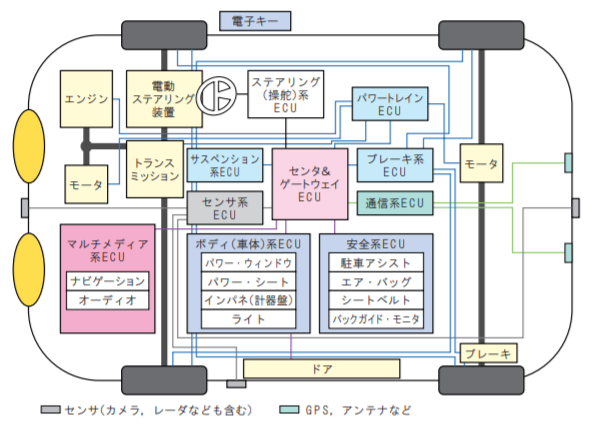 電子キー
エンジン
電動
ステアリング
装置
ステアリング
(操舵)系
ECU
パワートレイン
ECU
モータ
トランス
ミッション
サスペンション
系ECU
センタ&
ゲートウェイ
ECU
ブレーキ系
ECU
モータ
センサ系
ECU
通信系ECU
マルチメディア
系ECU
ナビゲーション
オーディオ
ボディ(車体)系ECU
パワー・ウィンドウ
パワー・シート
インパネ(計器盤)
ライト
安全系ECU
駐車アシスト
エア・バッグ
シートベルト
バックガイド・モニタ
ブレーキ
ドア
センサ(カメラ，レーダなども含む)
GPS，アンテナなど